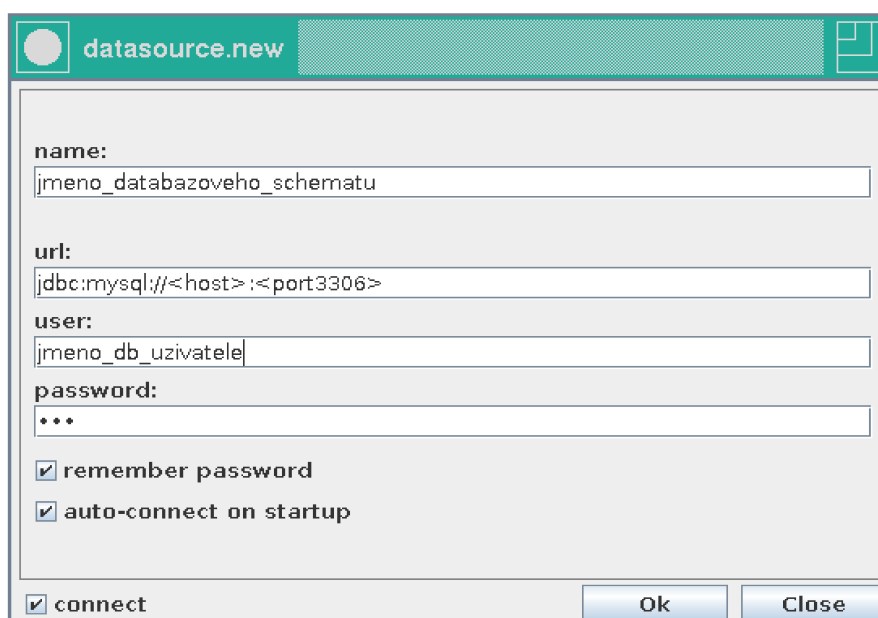 datasource.new
name:
jmeno_databazoveho_schematu
url:
jdbc:mysql://<host>:<port3306>
user:
jmeno_db_uzivatele
password:
•••
remember password
auto-connect on startup
connect
Ok
Close